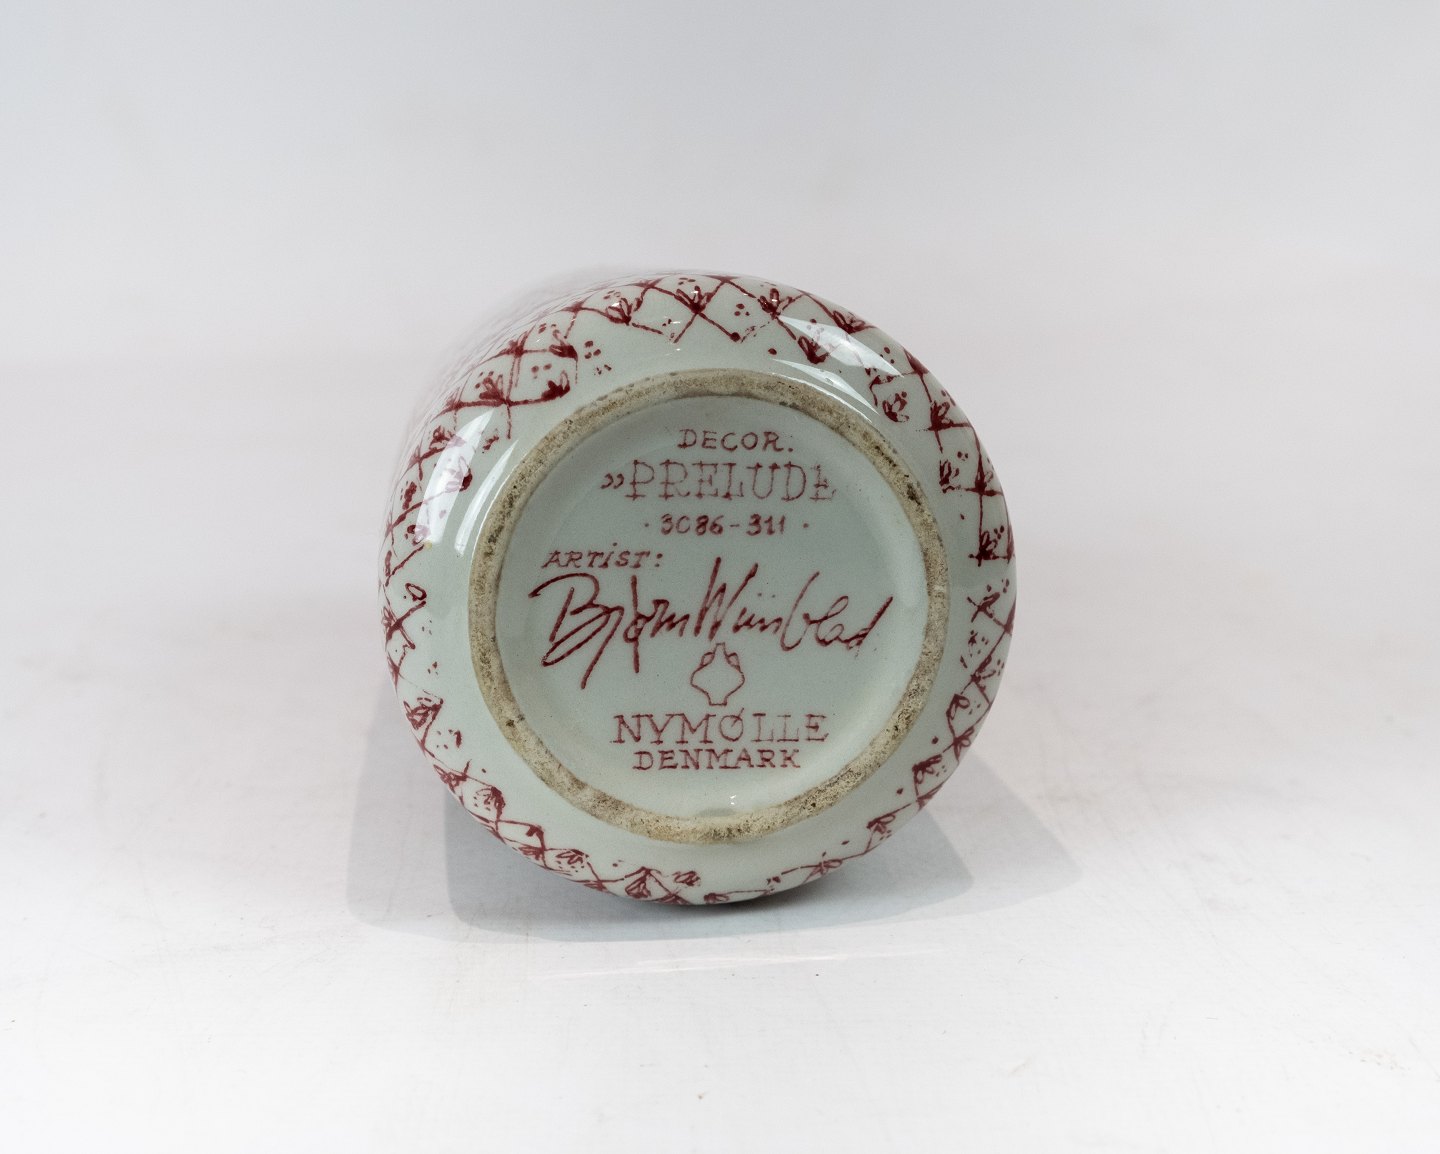 DECOR.
»PRELUDE
· 3086-311 ·
ARTIST:
Bjørn Wiinblad
NYMØLLE
DENMARK